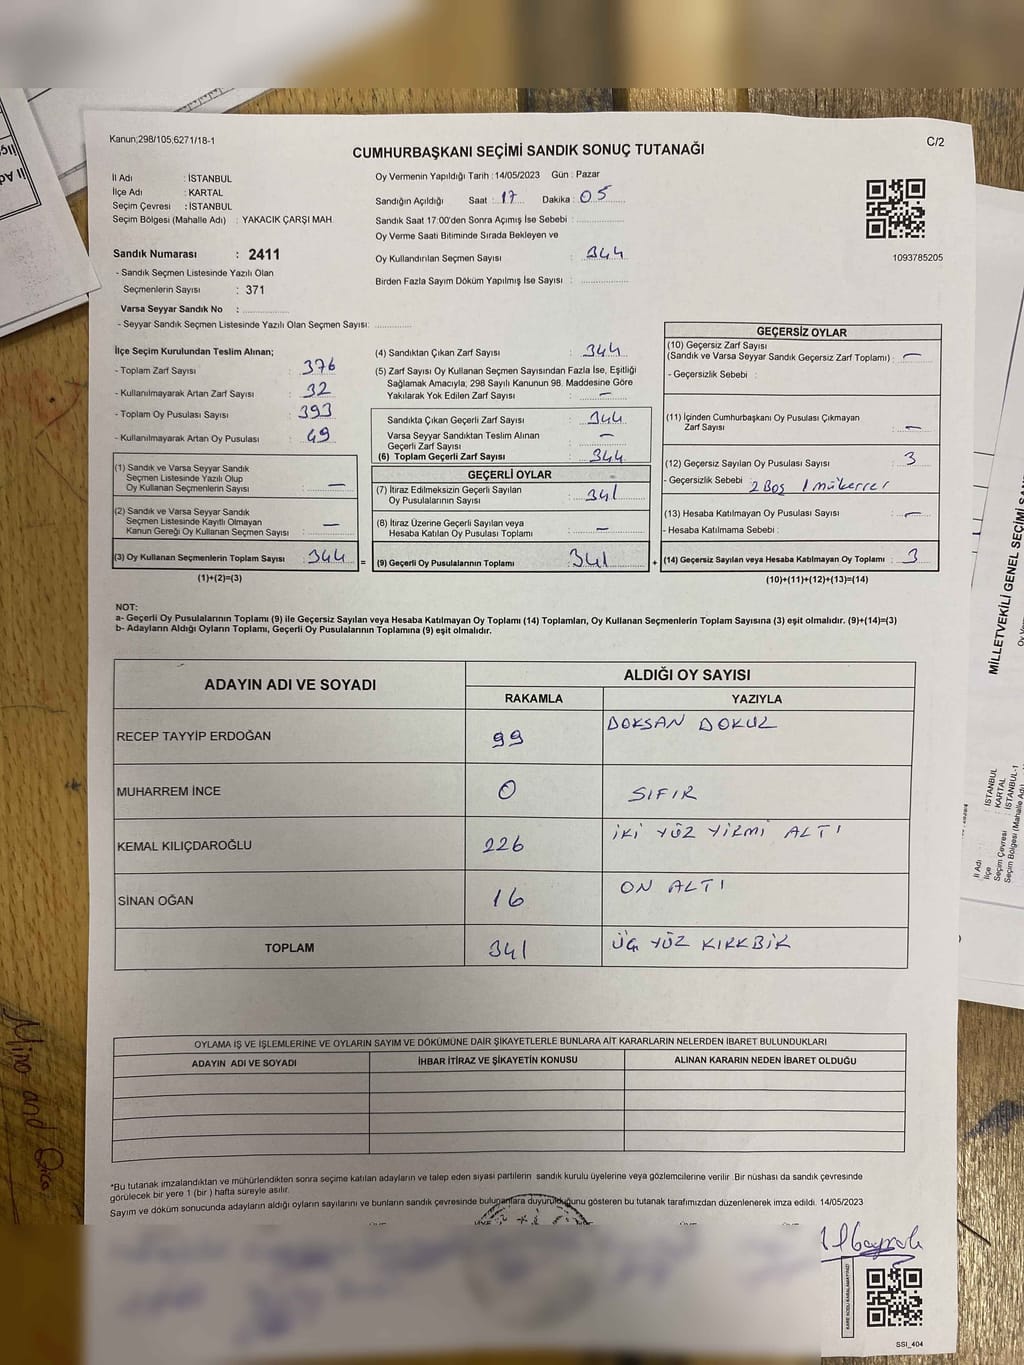 Kanun:298/105,6271/18-1
C/2
CUMHURBAŞKANI SEÇİMİ SANDIK SONUÇ TUTANAĞI
İl Adı : İSTANBUL
İlçe Adı : KARTAL
Seçim Çevresi : İSTANBUL
Seçim Bölgesi (Mahalle Adı) : YAKACIK ÇARŞI MAH.
Oy Vermenin Yapıldığı Tarih : 14/05/2023 Gün : Pazar
Sandığın Açıldığı Saat : 17 Dakika : 05
Sandık Saat 17:00'den Sonra Açımış İse Sebebi :
Oy Verme Saati Bitiminde Sırada Bekleyen ve
Oy Kullandırılan Seçmen Sayısı : 344
Birden Fazla Sayım Döküm Yapılmış İse Sayısı :
1093785205
Sandık Numarası : 2411
- Sandık Seçmen Listesinde Yazılı Olan
Seçmenlerin Sayısı : 371
Varsa Seyyar Sandık No :
- Seyyar Sandık Seçmen Listesinde Yazılı Olan Seçmen Sayısı:
İlçe Seçim Kurulundan Teslim Alınan;
- Toplam Zarf Sayısı : 376
- Kullanılmayarak Artan Zarf Sayısı : 32
- Toplam Oy Pusulası Sayısı : 393
- Kullanılmayarak Artan Oy Pusulası : 49
(1) Sandık ve Varsa Seyyar Sandık
Seçmen Listesinde Yazılı Olup
Oy Kullanan Seçmenlerin Sayısı : —
(2) Sandık ve Varsa Seyyar Sandık
Seçmen Listesinde Kayıtlı Olmayan
Kanun Gereği Oy Kullanan Seçmen Sayısı : —
(3) Oy Kullanan Seçmenlerin Toplam Sayısı : 344
(1)+(2)=(3)
(4) Sandıktan Çıkan Zarf Sayısı : 344
(5) Zarf Sayısı Oy Kullanan Seçmen Sayısından Fazla İse, Eşitliği
Sağlamak Amacıyla, 298 Sayılı Kanunun 98. Maddesine Göre
Yakılarak Yok Edilen Zarf Sayısı : —
Sandıkta Çıkan Geçerli Zarf Sayısı : 344
Varsa Seyyar Sandıktan Teslim Alınan
Geçerli Zarf Sayısı : —
(6) Toplam Geçerli Zarf Sayısı : 344
GEÇERLİ OYLAR
(7) İtiraz Edilmeksizin Geçerli Sayılan
Oy Pusulalarının Sayısı : 341
(8) İtiraz Üzerine Geçerli Sayılan veya
Hesaba Katılan Oy Pusulası Toplamı : —
= (9) Geçerli Oy Pusulalarının Toplamı : 341
GEÇERSİZ OYLAR
(10) Geçersiz Zarf Sayısı
(Sandık ve Varsa Seyyar Sandık Geçersiz Zarf Toplamı) : —
- Geçersizlik Sebebi :
(11) İçinden Cumhurbaşkanı Oy Pusulası Çıkmayan
Zarf Sayısı : —
(12) Geçersiz Sayılan Oy Pusulası Sayısı : 3
- Geçersizlik Sebebi : 2 Boş 1 mükerrer
(13) Hesaba Katılmayan Oy Pusulası Sayısı : —
- Hesaba Katılmama Sebebi :
+ (14) Geçersiz Sayılan veya Hesaba Katılmayan Oy Toplamı : 3
(10)+(11)+(12)+(13)=(14)
NOT:
a- Geçerli Oy Pusulalarının Toplamı (9) ile Geçersiz Sayılan veya Hesaba Katılmayan Oy Toplamı (14) Toplamları, Oy Kullanan Seçmenlerin Toplam Sayısına (3) eşit olmalıdır. (9)+(14)=(3)
b- Adayların Aldığı Oyların Toplamı, Geçerli Oy Pusulalarının Toplamına (9) eşit olmalıdır.
ADAYIN ADI VE SOYADI
ALDIĞI OY SAYISI
RAKAMLA YAZIYLA
RECEP TAYYİP ERDOĞAN 99 DOKSAN DOKUZ
MUHARREM İNCE 0 SIFIR
KEMAL KILIÇDAROĞLU 226 İKİ YÜZ YİRMİ ALTI
SİNAN OĞAN 16 ON ALTI
TOPLAM 341 ÜÇ YÜZ KIRKBİR
OYLAMA İŞ VE İŞLEMLERİNE VE OYLARIN SAYIM VE DÖKÜMÜNE DAİR ŞİKAYETLERLE BUNLARA AİT KARARLARIN NELERDEN İBARET BULUNDUKLARI
ADAYIN ADI VE SOYADI İHBAR İTİRAZ VE ŞİKAYETİN KONUSU ALINAN KARARIN NEDEN İBARET OLDUĞU
*Bu tutanak imzalandıktan ve mühürlendikten sonra seçime katılan adayların ve talep eden siyasi partilerin sandık kurulu üyelerine veya gözlemcilerine verilir. Bir nüshası da sandık çevresinde
görülecek bir yere 1 (bir) hafta süreyle asılır.
Sayım ve döküm sonucunda adayların aldığı oyların sayılarını ve bunların sandık çevresinde bulunanlara duyurulduğunu gösteren bu tutanak tarafımızdan düzenlenerek imza edildi. 14/05/2023
SSI_404
MİLLETVEKİLİ GENEL SEÇİMİ
İl Adı : İSTANBUL
İlçe : KARTAL
Seçim Çevresi : İSTANBUL-1
Seçim Bölgesi (Mahalle Adı)
Mino and